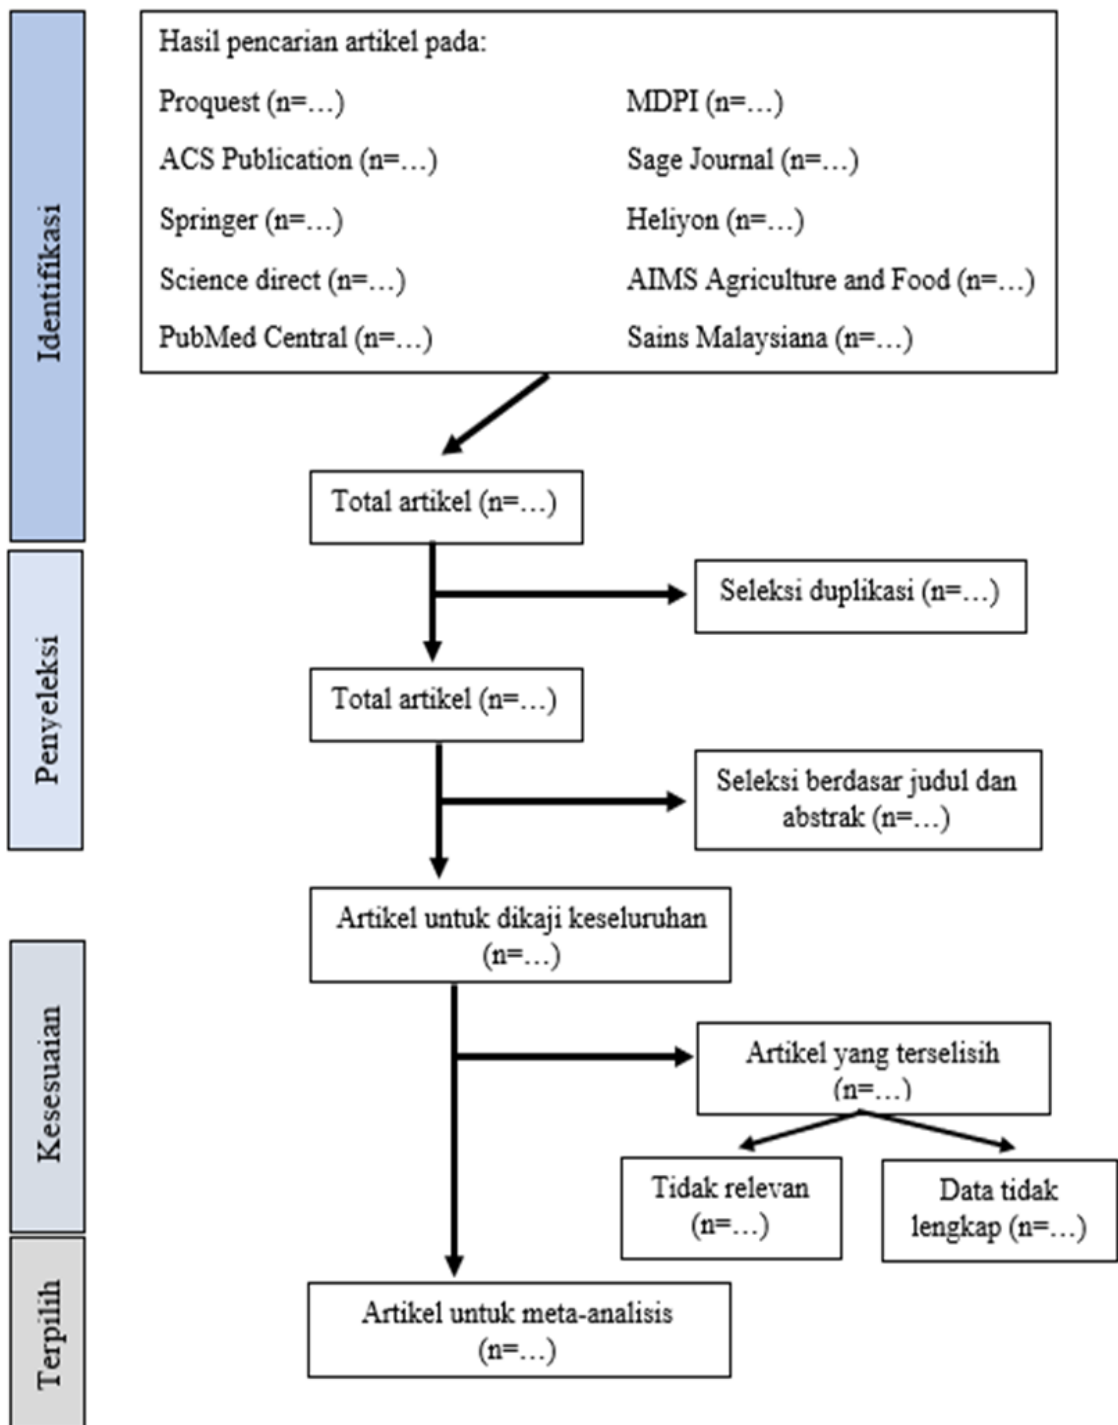 Identifikasi
Hasil pencarian artikel pada:
Proquest (n=…)
MDPI (n=…)
ACS Publication (n=…)
Sage Journal (n=…)
Springer (n=…)
Heliyon (n=…)
Science direct (n=…)
AIMS Agriculture and Food (n=…)
PubMed Central (n=…)
Sains Malaysiana (n=…)
Total artikel (n=…)
Penyeleksi
Seleksi duplikasi (n=…)
Total artikel (n=…)
Seleksi berdasar judul dan
abstrak (n=…)
Artikel untuk dikaji keseluruhan
(n=…)
Kesesuaian
Artikel yang terselisih
(n=…)
Tidak relevan
(n=…)
Data tidak
lengkap (n=…)
Terpilih
Artikel untuk meta-analisis
(n=…)